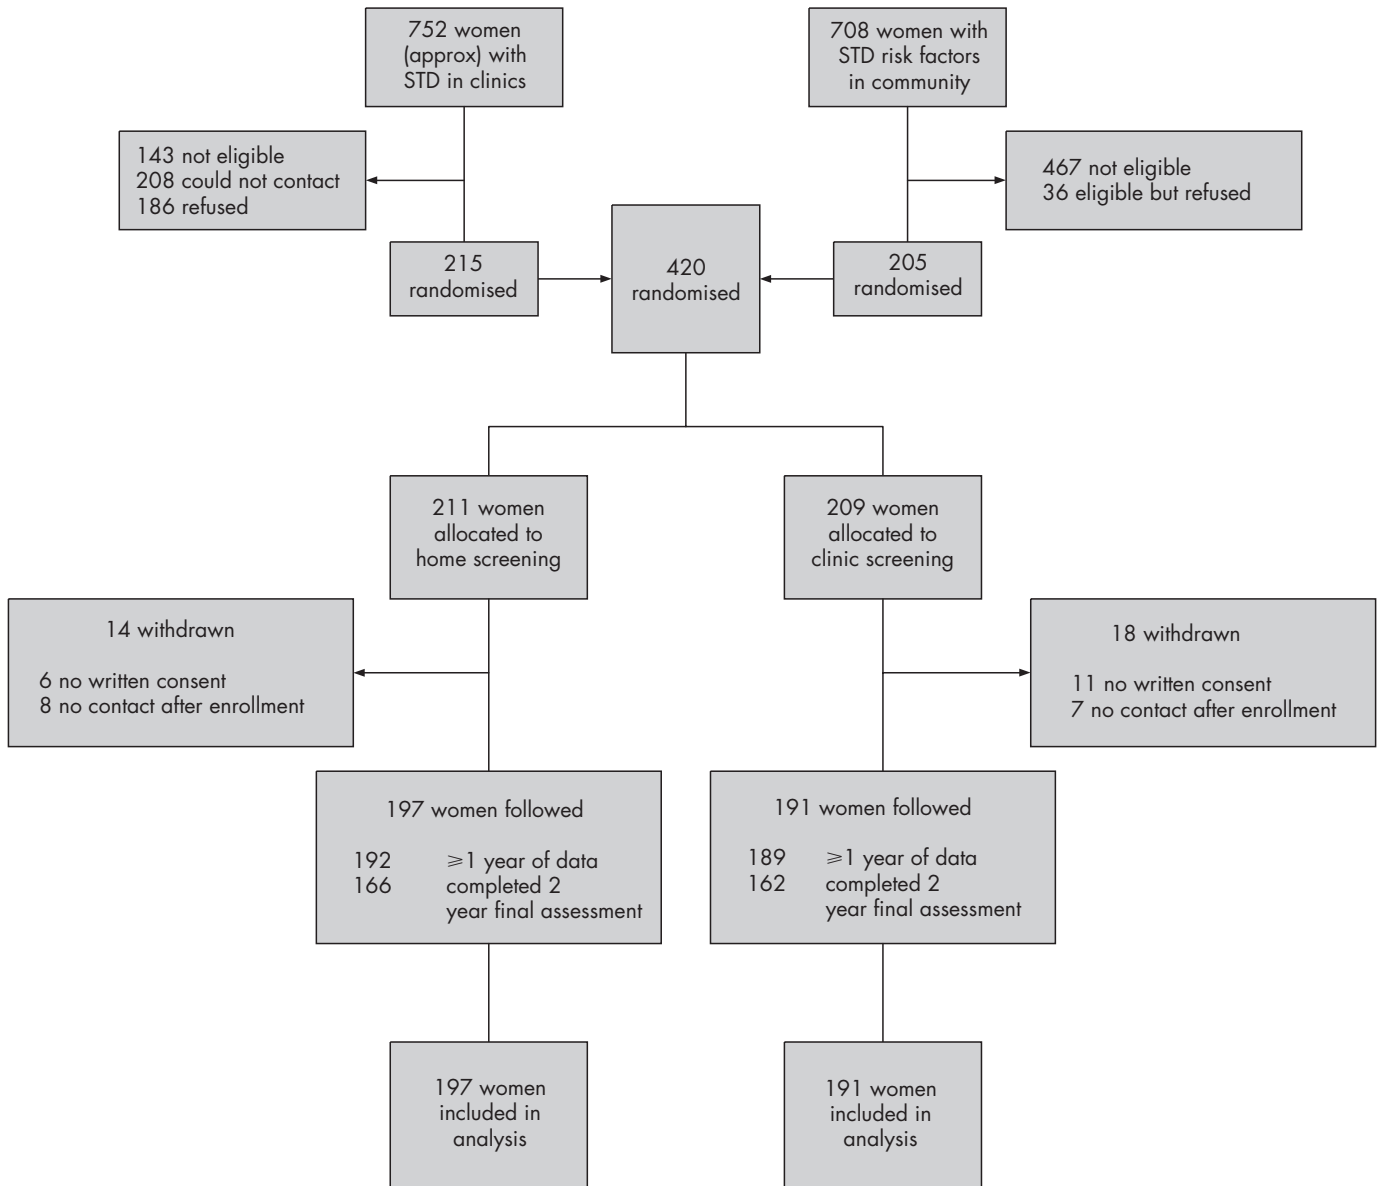 752 women
(approx) with
STD in clinics
708 women with
STD risk factors
in community
143 not eligible
208 could not contact
186 refused
467 not eligible
36 eligible but refused
215
randomised
420
randomised
205
randomised
211 women
allocated to
home screening
209 women
allocated to
clinic screening
14 withdrawn
6 no written consent
8 no contact after enrollment
18 withdrawn
11 no written consent
7 no contact after enrollment
197 women followed
192 ⩾1 year of data
166 completed 2
year final assessment
191 women followed
189 ⩾1 year of data
162 completed 2
year final assessment
197 women
included in
analysis
191 women
included in
analysis